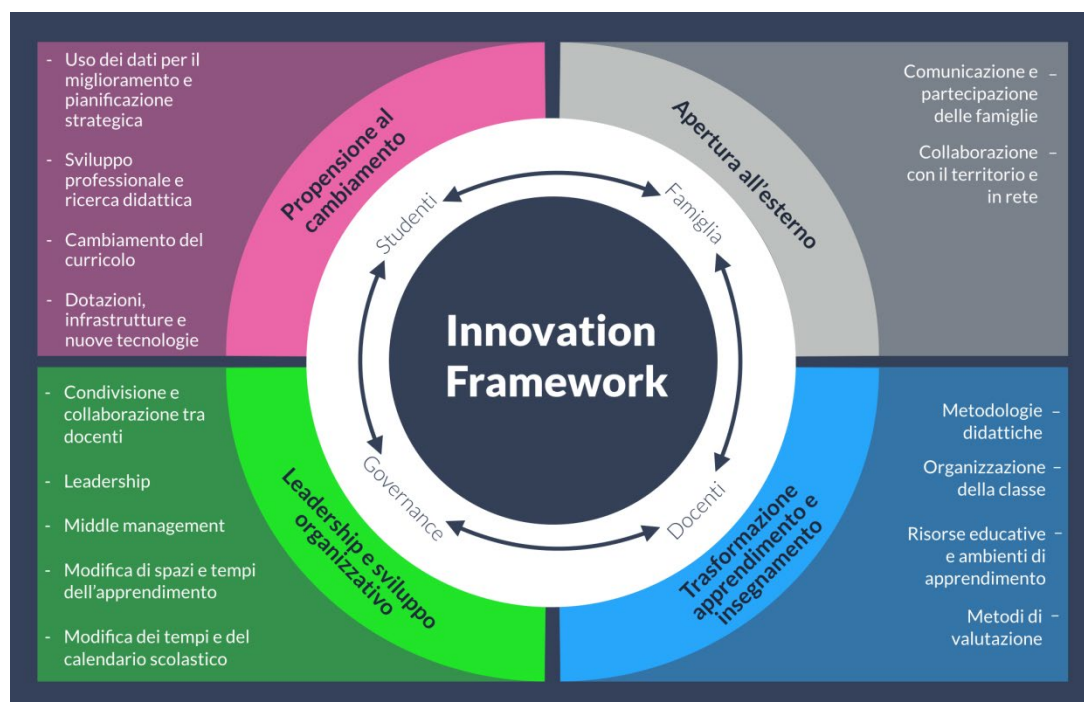 - Uso dei dati per il
miglioramento e
pianificazione
strategica
- Sviluppo
professionale e
ricerca didattica
- Cambiamento del
curricolo
- Dotazioni,
infrastrutture e
nuove tecnologie
Propensione al
cambiamento
Apertura all'esterno
Comunicazione e –
partecipazione
delle famiglie
Collaborazione –
con il territorio e
in rete
Studenti
Famiglia
Innovation
Framework
Governance
Docenti
- Condivisione e
collaborazione tra
docenti
- Leadership
- Middle management
- Modifica di spazi e tempi
dell'apprendimento
- Modifica dei tempi e del
calendario scolastico
Leadership e sviluppo
organizzativo
Trasformazione
apprendimento e
insegnamento
Metodologie –
didattiche
Organizzazione –
della classe
Risorse educative –
e ambienti di
apprendimento
Metodi di –
valutazione